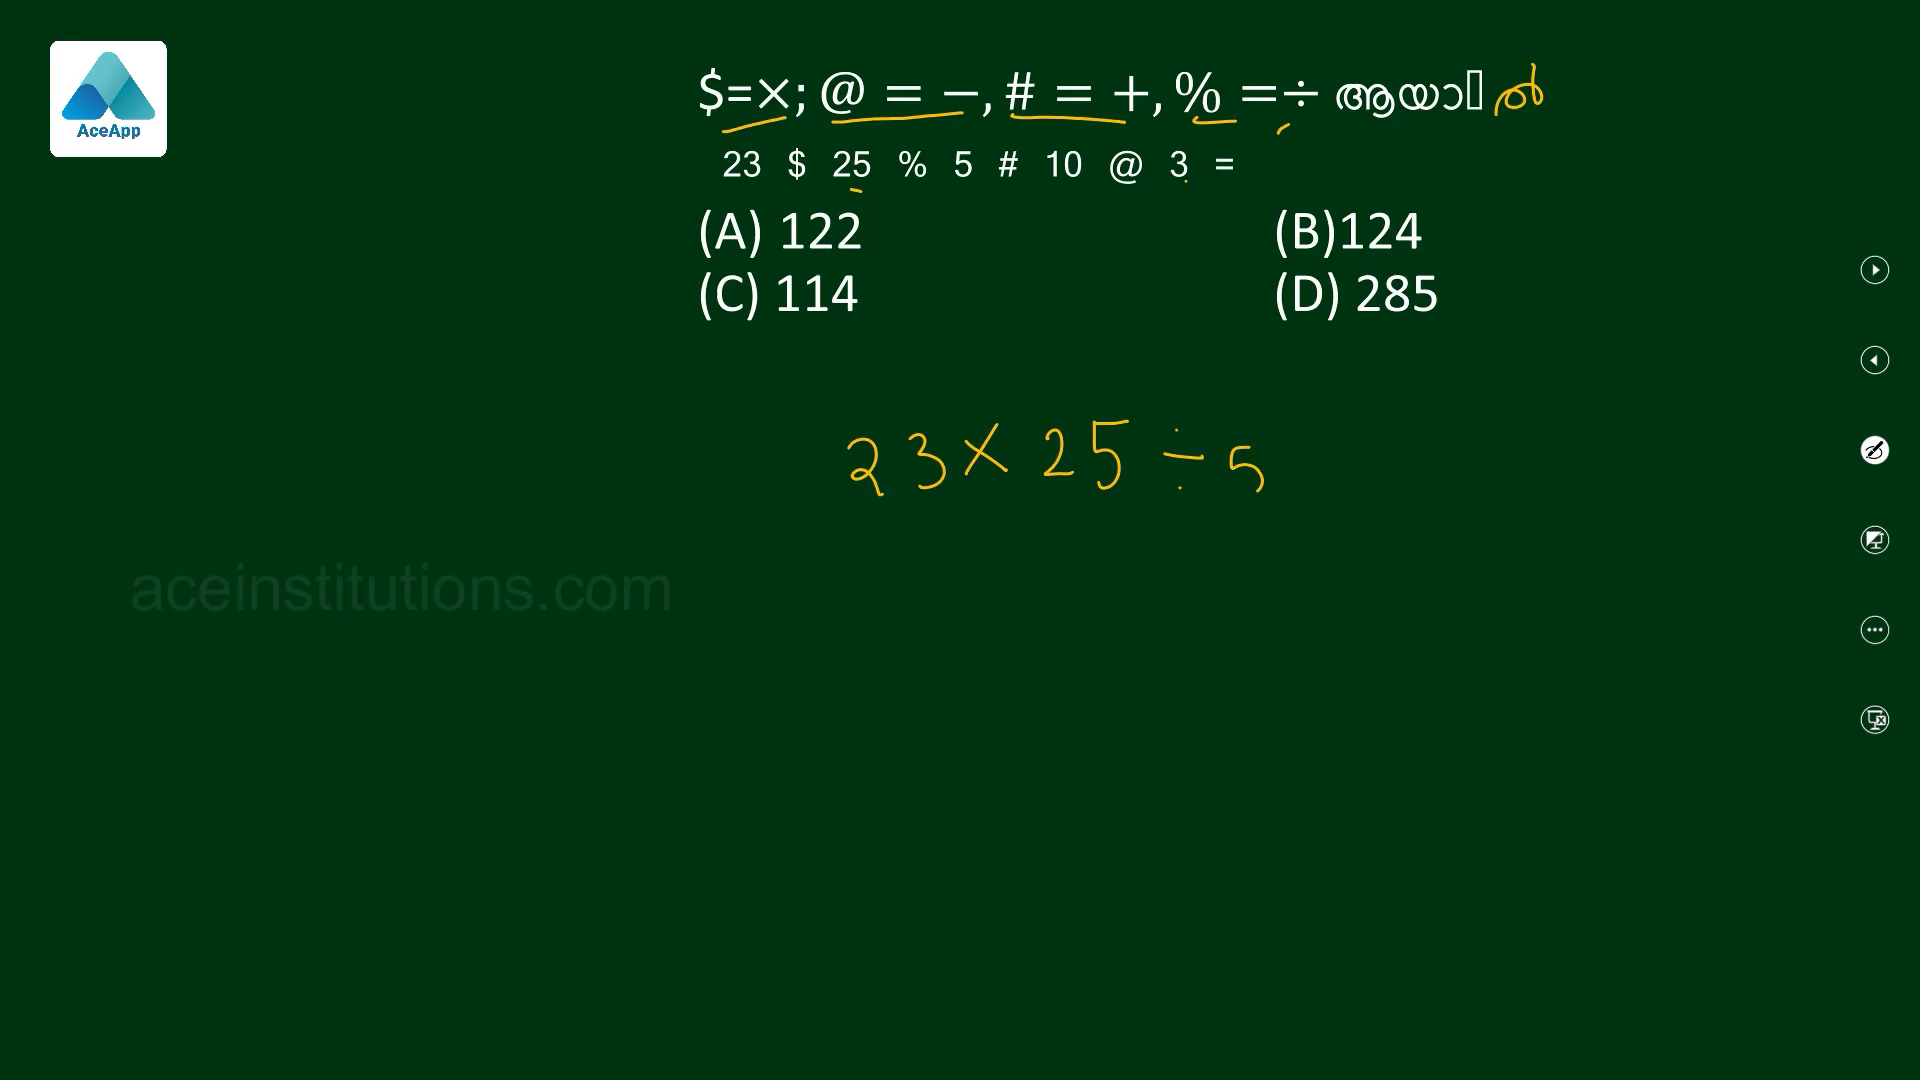 AceApp
$=×; @ = −, # = +, % =÷ ആയാൽ
23 $ 25 % 5 # 10 @ 3 =
(A) 122 (B)124
(C) 114 (D) 285
23 × 25 ÷ 5
aceinstitutions.com